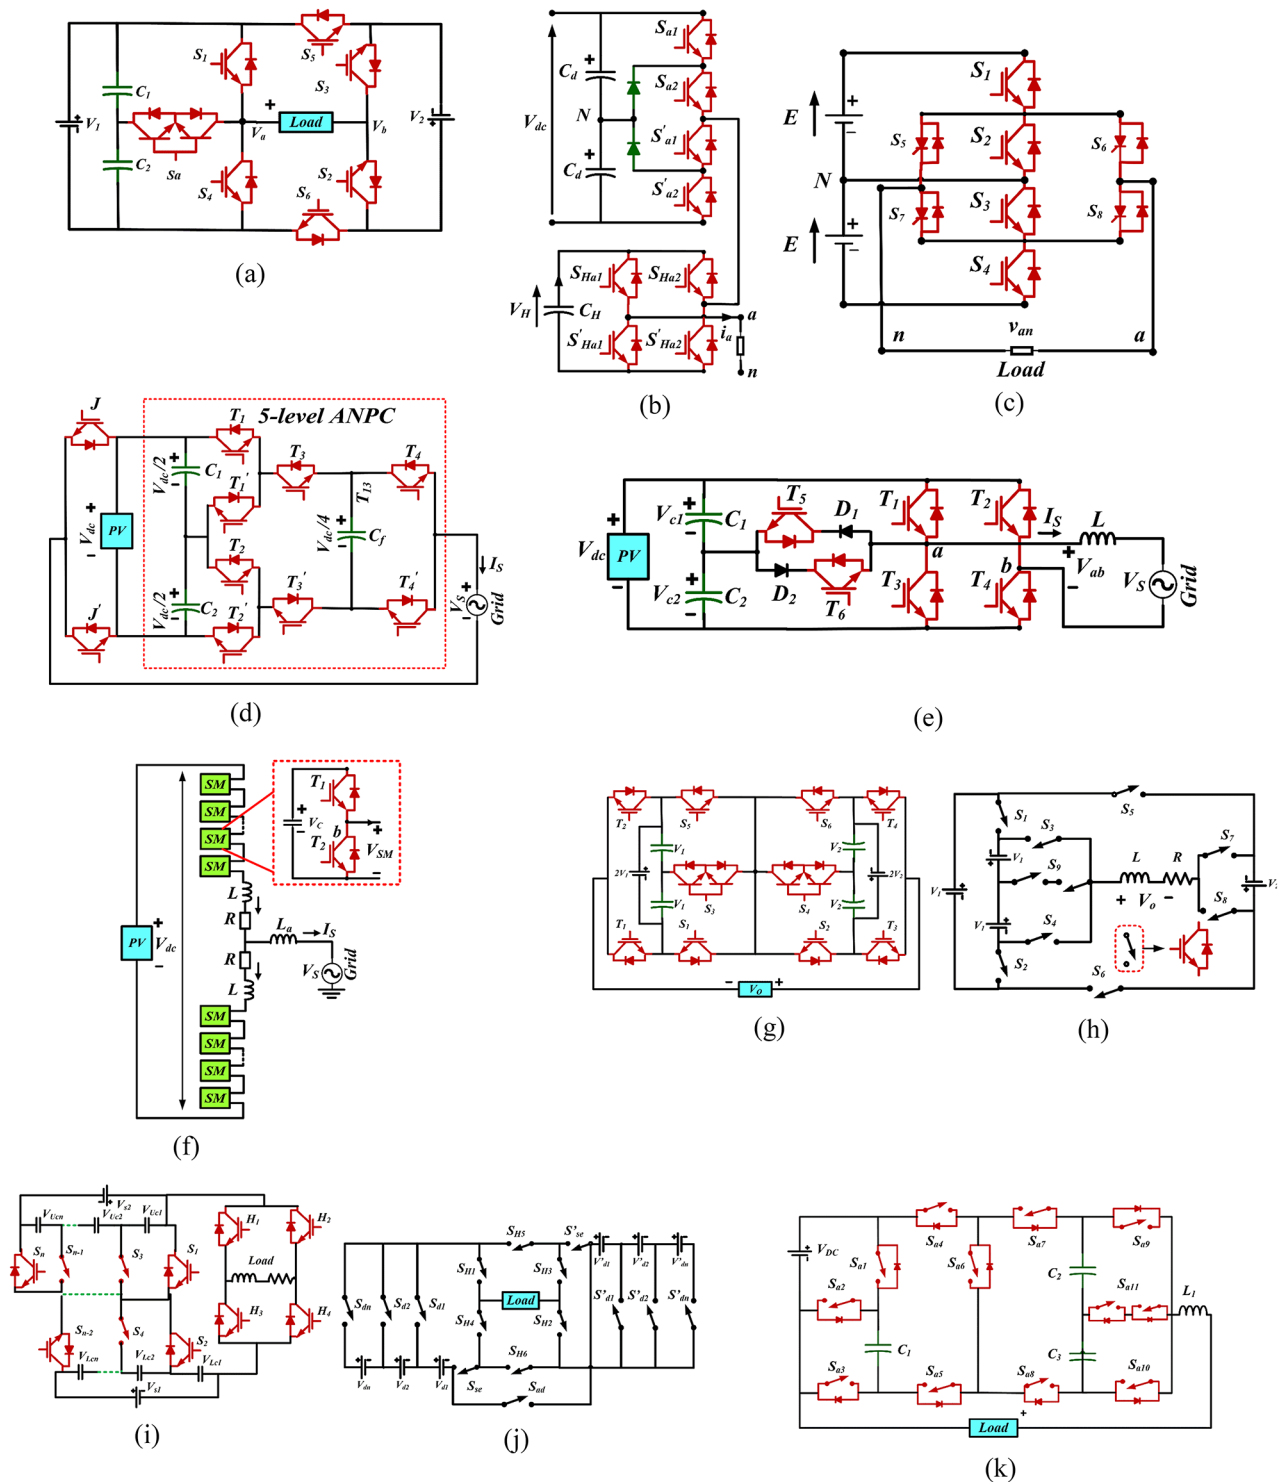 V1
C1
C2
Sa
S1
S4
Va
Load
Vb
S5
S3
S2
S6
V2
(a)
Vdc
Cd
N
Cd
Sa1
Sa2
S'a1
S'a2
VH
CH
SHa1
SHa2
S'Ha1
S'Ha2
ia
a
n
(b)
E
N
E
S1
S2
S3
S4
S5
S6
S7
S8
n
van
a
Load
(c)
5-level ANPC
J
J'
Vdc
PV
Vdc/2
C1
Vdc/2
C2
T1
T1'
T2
T2'
T3
T3'
T13
Vdc/4
Cf
T4
T4'
IS
VS
Grid
(d)
Vdc
PV
Vc1
C1
Vc2
C2
T5
D1
D2
T6
T1
T2
T3
T4
a
b
IS
L
Vab
VS
Grid
(e)
PV
Vdc
SM
SM
SM
SM
L
R
R
L
SM
SM
SM
SM
La
IS
VS
Grid
T1
VC
b
T2
VSM
(f)
T2
S5
S6
T4
V1
V2
2V1
2V2
S3
S4
V1
V2
T1
S1
S2
T3
VO
(g)
V1
S1
S3
V1
S9
V1
S4
S2
S5
L
R
Vo
S7
S8
S6
(h)
Vs2
VUcn
VUc2
VUc1
Sn
Sn-1
S3
S1
Sn-2
S4
S2
VLcn
VLc2
VLc1
Vs1
H1
H2
Load
H3
H4
(i)
Sdn
Sd2
Sd1
Vdn
Vd2
Vd1
SH5
S'se
SH1
SH3
Load
SH4
SH2
SH6
Sse
Sad
V'd1
V'd2
V'dn
S'd1
S'd2
S'dn
(j)
VDC
Sa1
Sa2
Sa3
C1
Sa4
Sa5
Sa6
Sa7
Sa8
C2
C3
Sa9
Sa11
Sa10
L1
Load
(k)